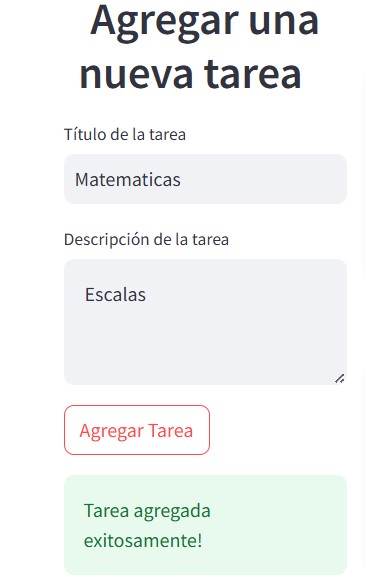 Agregar una
nueva tarea
Título de la tarea
Matematicas
Descripción de la tarea
Escalas
Agregar Tarea
Tarea agregada
exitosamente!